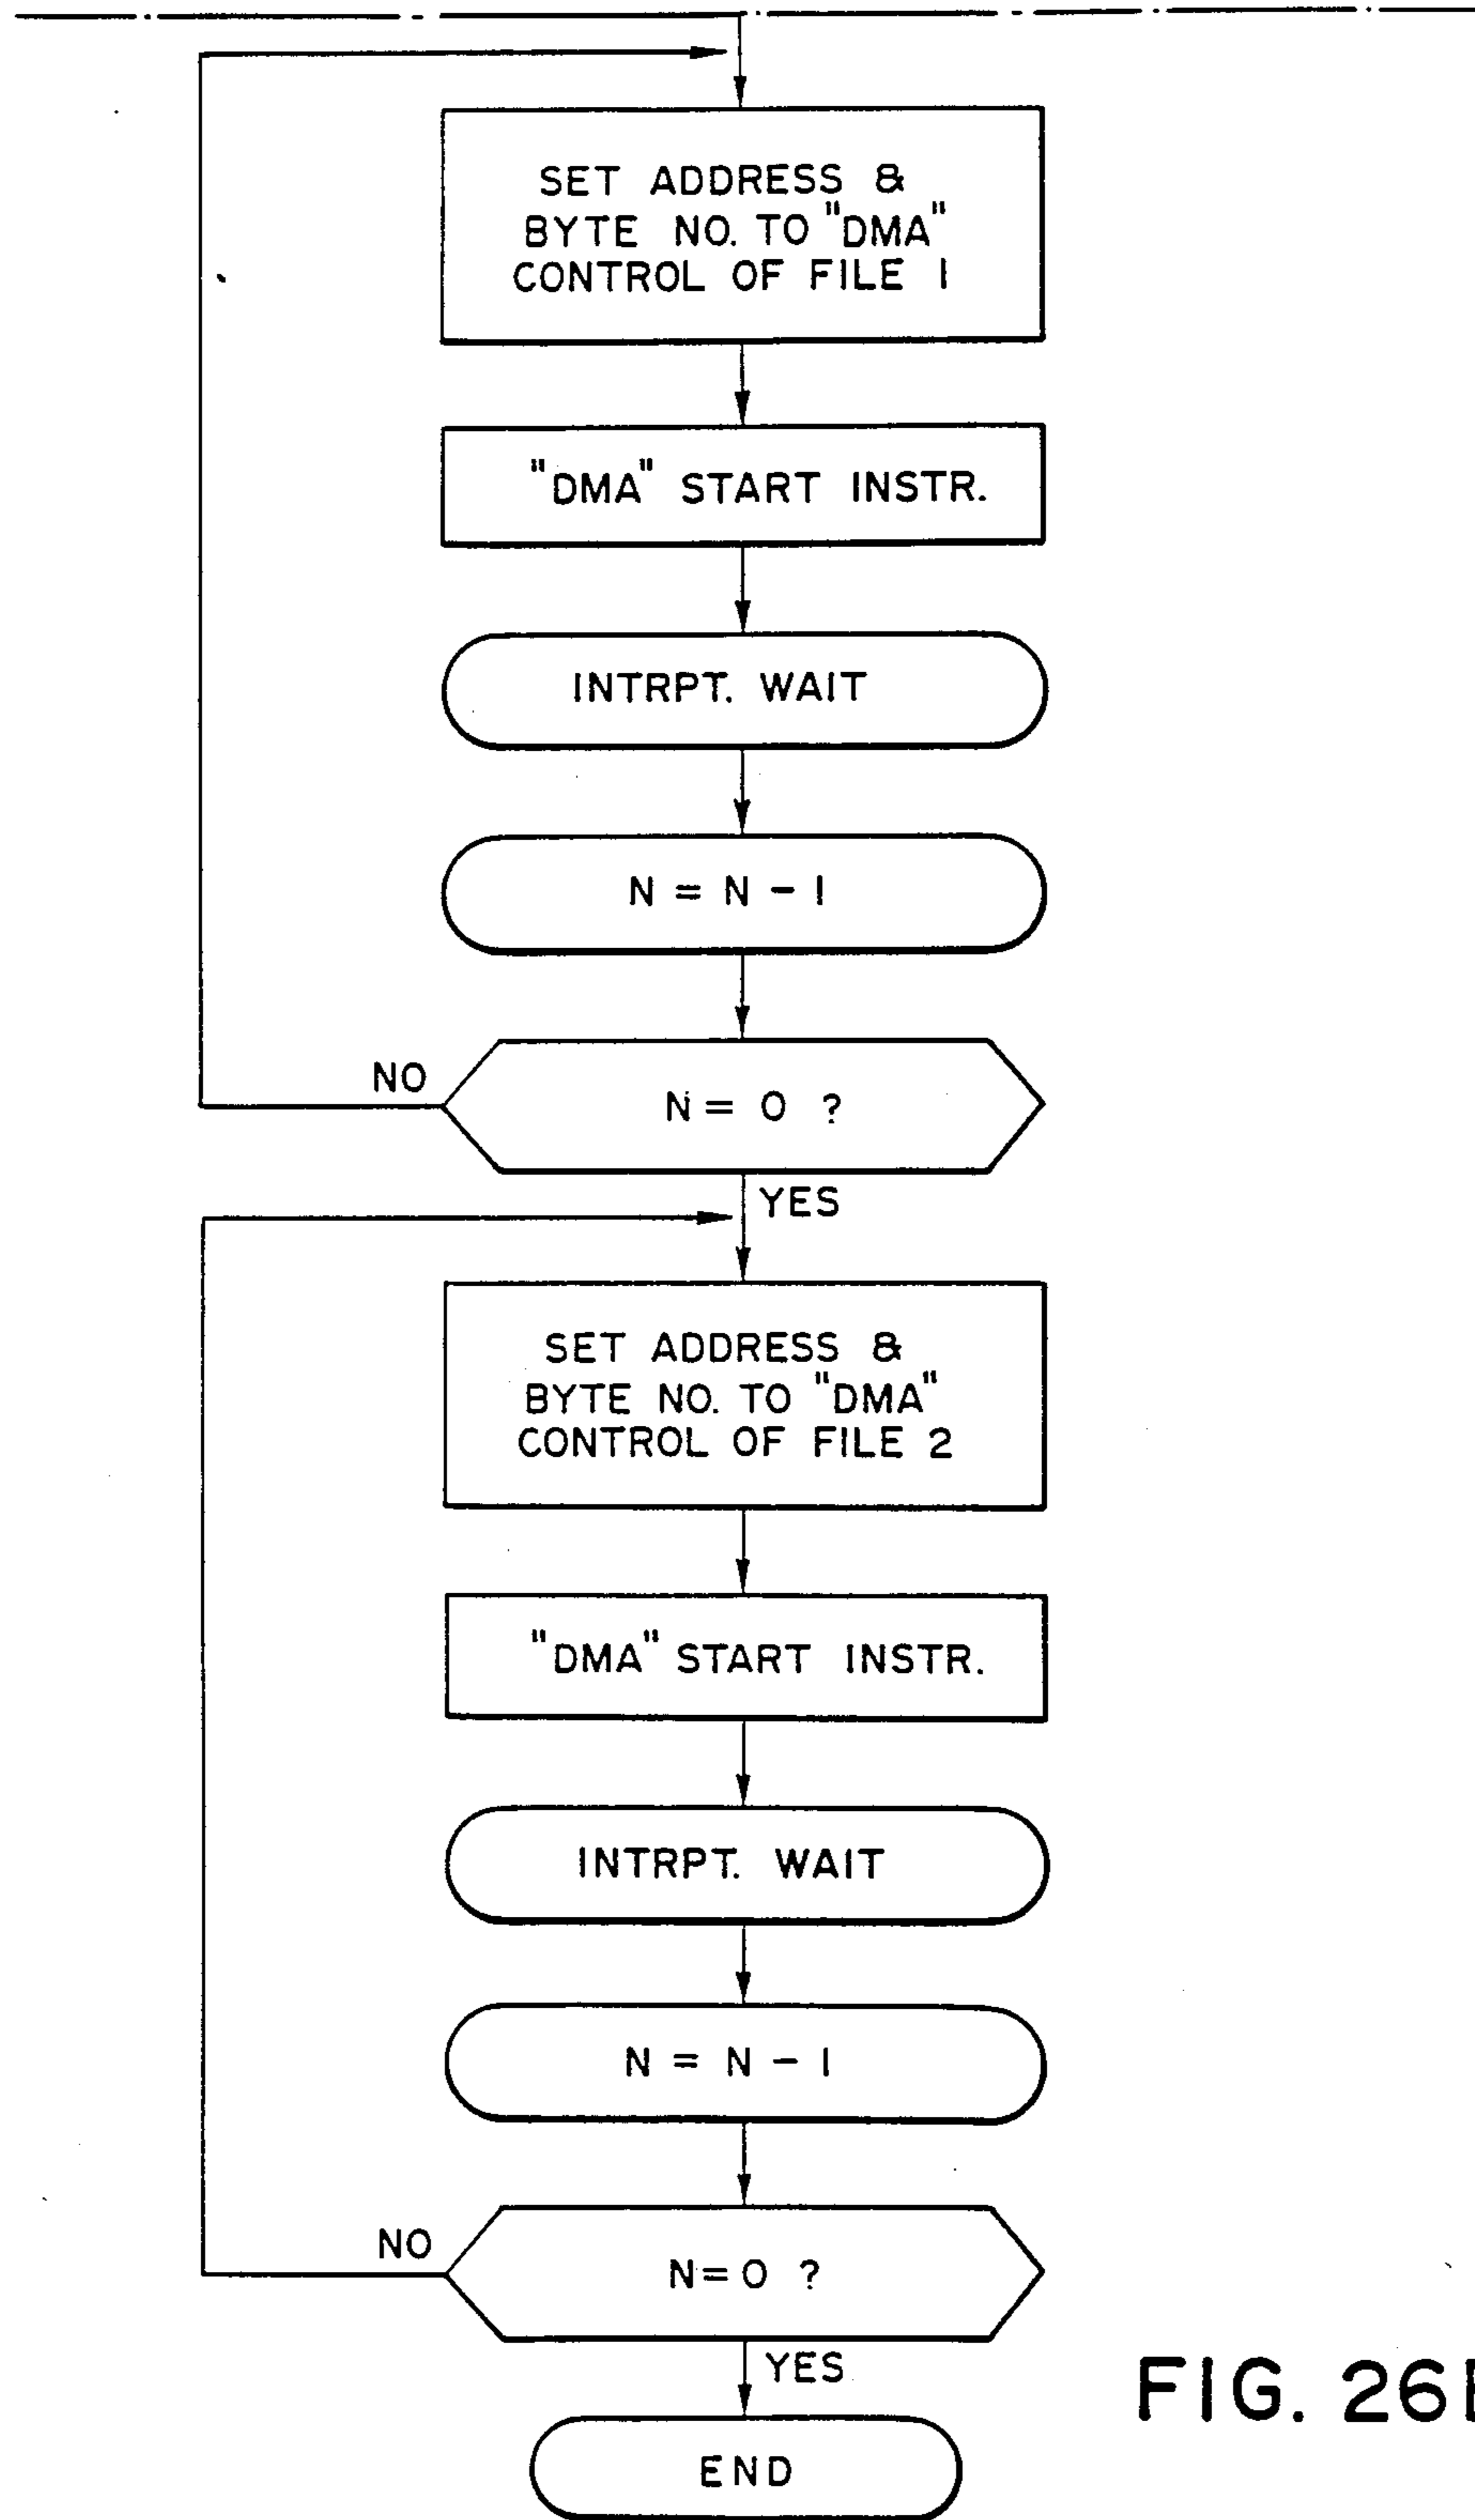 SET ADDRESS &
BYTE NO. TO "DMA"
CONTROL OF FILE 1
"DMA" START INSTR.
INTRPT. WAIT
N = N - 1
NO
N = 0 ?
YES
SET ADDRESS &
BYTE NO. TO "DMA"
CONTROL OF FILE 2
"DMA" START INSTR.
INTRPT. WAIT
N = N - 1
NO
N = 0 ?
YES
END
FIG.